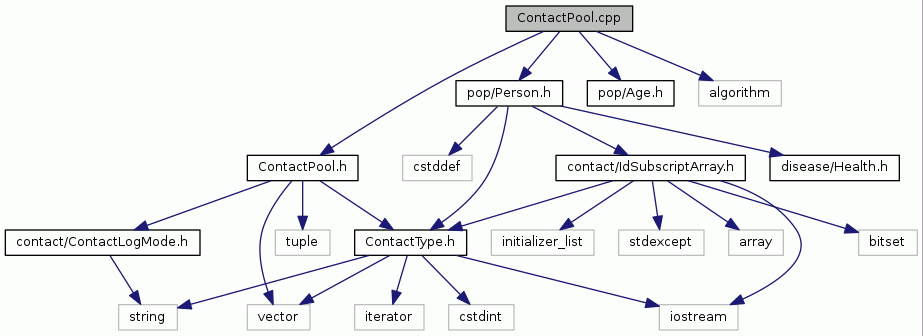 ContactPool.cpp
pop/Person.h
pop/Age.h
algorithm
ContactPool.h
cstddef
contact/IdSubscriptArray.h
disease/Health.h
contact/ContactLogMode.h
tuple
ContactType.h
initializer_list
stdexcept
array
bitset
string
vector
iterator
cstdint
iostream